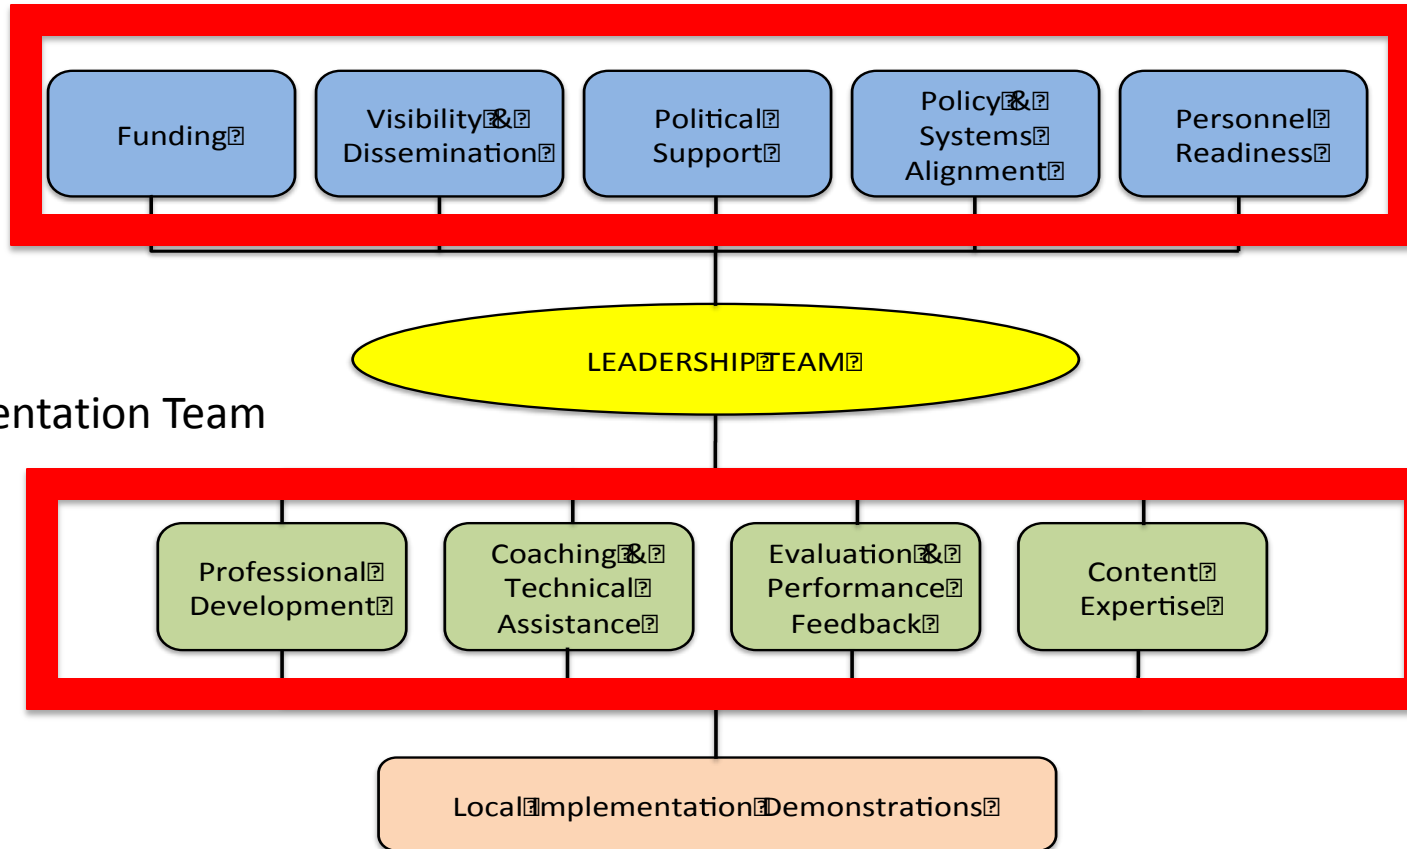 Funding
Visibility &
Dissemination
Political
Support
Policy &
Systems
Alignment
Personnel
Readiness
LEADERSHIP TEAM
entation Team
Professional
Development
Coaching &
Technical
Assistance
Evaluation &
Performance
Feedback
Content
Expertise
Local Implementation Demonstrations